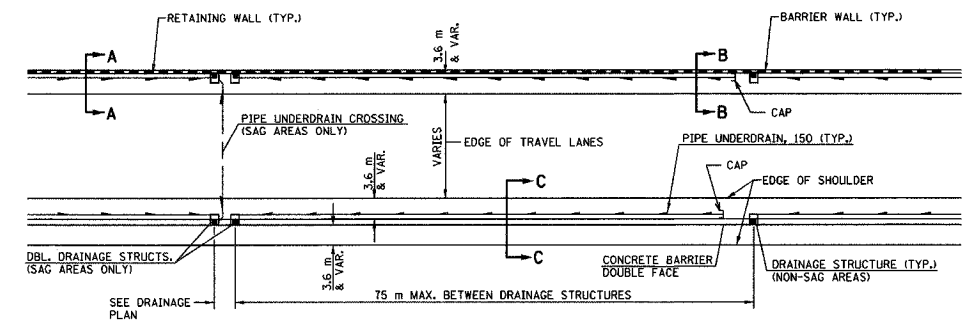 RETAINING WALL (TYP.)
BARRIER WALL (TYP.)
3.6 m
& VAR.
A
B
A
B
CAP
PIPE UNDERDRAIN CROSSING
(SAG AREAS ONLY)
VARIES
EDGE OF TRAVEL LANES
PIPE UNDERDRAIN, 150 (TYP.)
CAP
3.6 m
& VAR.
C
EDGE OF SHOULDER
C
DBL. DRAINAGE STRUCTS.
(SAG AREAS ONLY)
3.6 m
& VAR.
CONCRETE BARRIER
DOUBLE FACE
DRAINAGE STRUCTURE (TYP.)
(NON-SAG AREAS)
SEE DRAINAGE
PLAN
75 m MAX. BETWEEN DRAINAGE STRUCTURES